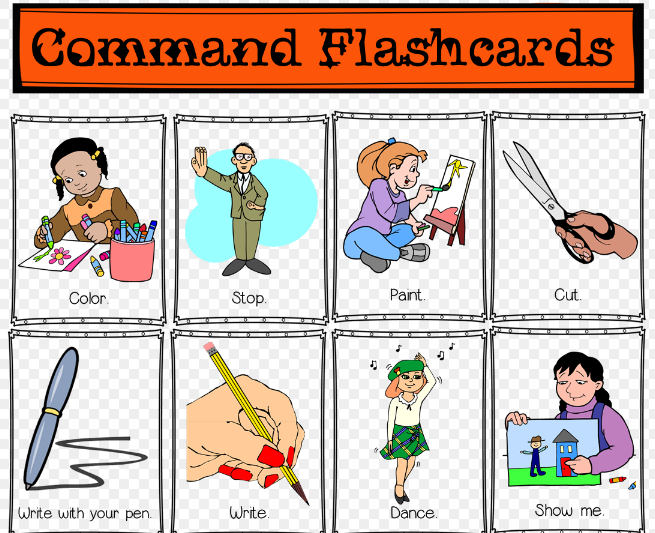 Command Flashcards
Color.
Stop.
Paint.
Cut.
Write with your pen.
Write.
Dance.
Show me.